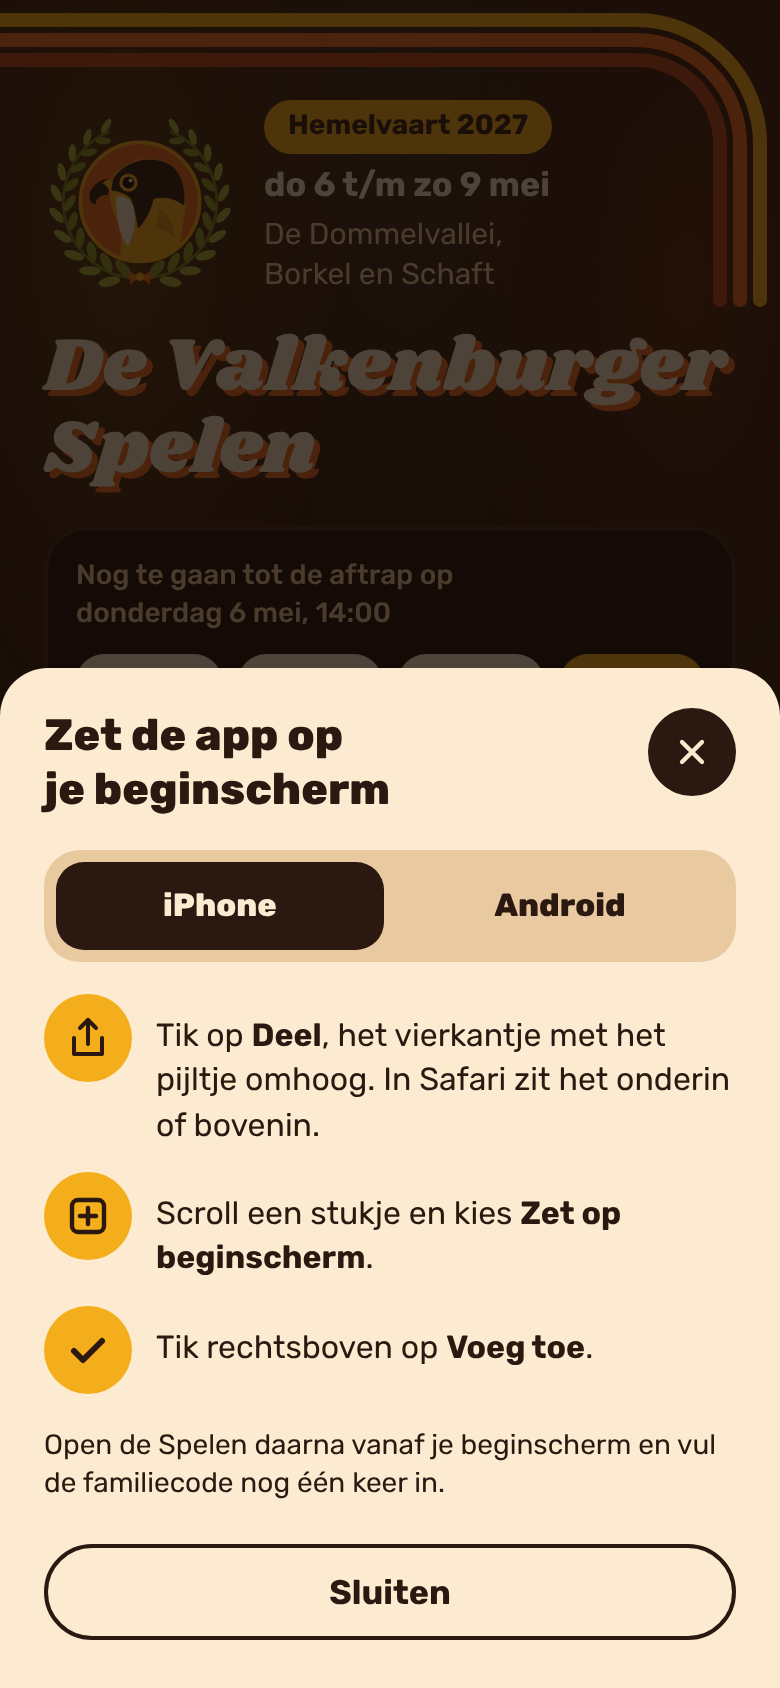 Hemelvaart 2027
do 6 t/m zo 9 mei
De Dommelvallei,
Borkel en Schaft
De Valkenburger
Spelen
Nog te gaan tot de aftrap op
donderdag 6 mei, 14:00
Zet de app op
je beginscherm
iPhone
Android
Tik op Deel, het vierkantje met het
pijltje omhoog. In Safari zit het onderin
of bovenin.
Scroll een stukje en kies Zet op
beginscherm.
Tik rechtsboven op Voeg toe.
Open de Spelen daarna vanaf je beginscherm en vul
de familiecode nog één keer in.
Sluiten